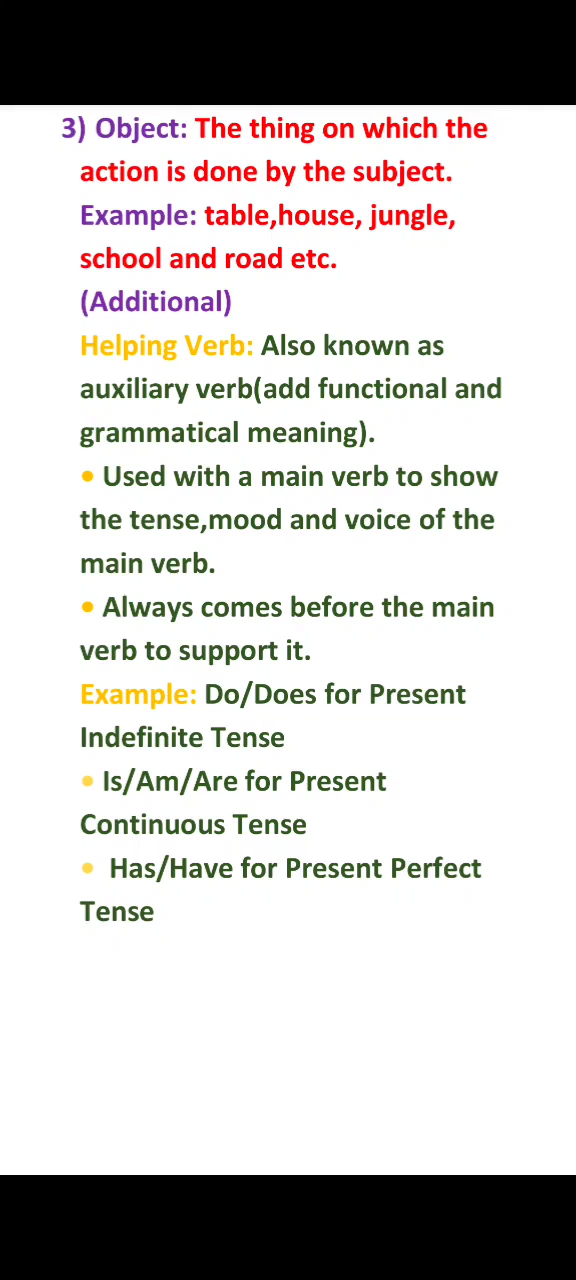 3) Object: The thing on which the
action is done by the subject.
Example: table,house, jungle,
school and road etc.
(Additional)
Helping Verb: Also known as
auxiliary verb(add functional and
grammatical meaning).
• Used with a main verb to show
the tense,mood and voice of the
main verb.
• Always comes before the main
verb to support it.
Example: Do/Does for Present
Indefinite Tense
• Is/Am/Are for Present
Continuous Tense
• Has/Have for Present Perfect
Tense